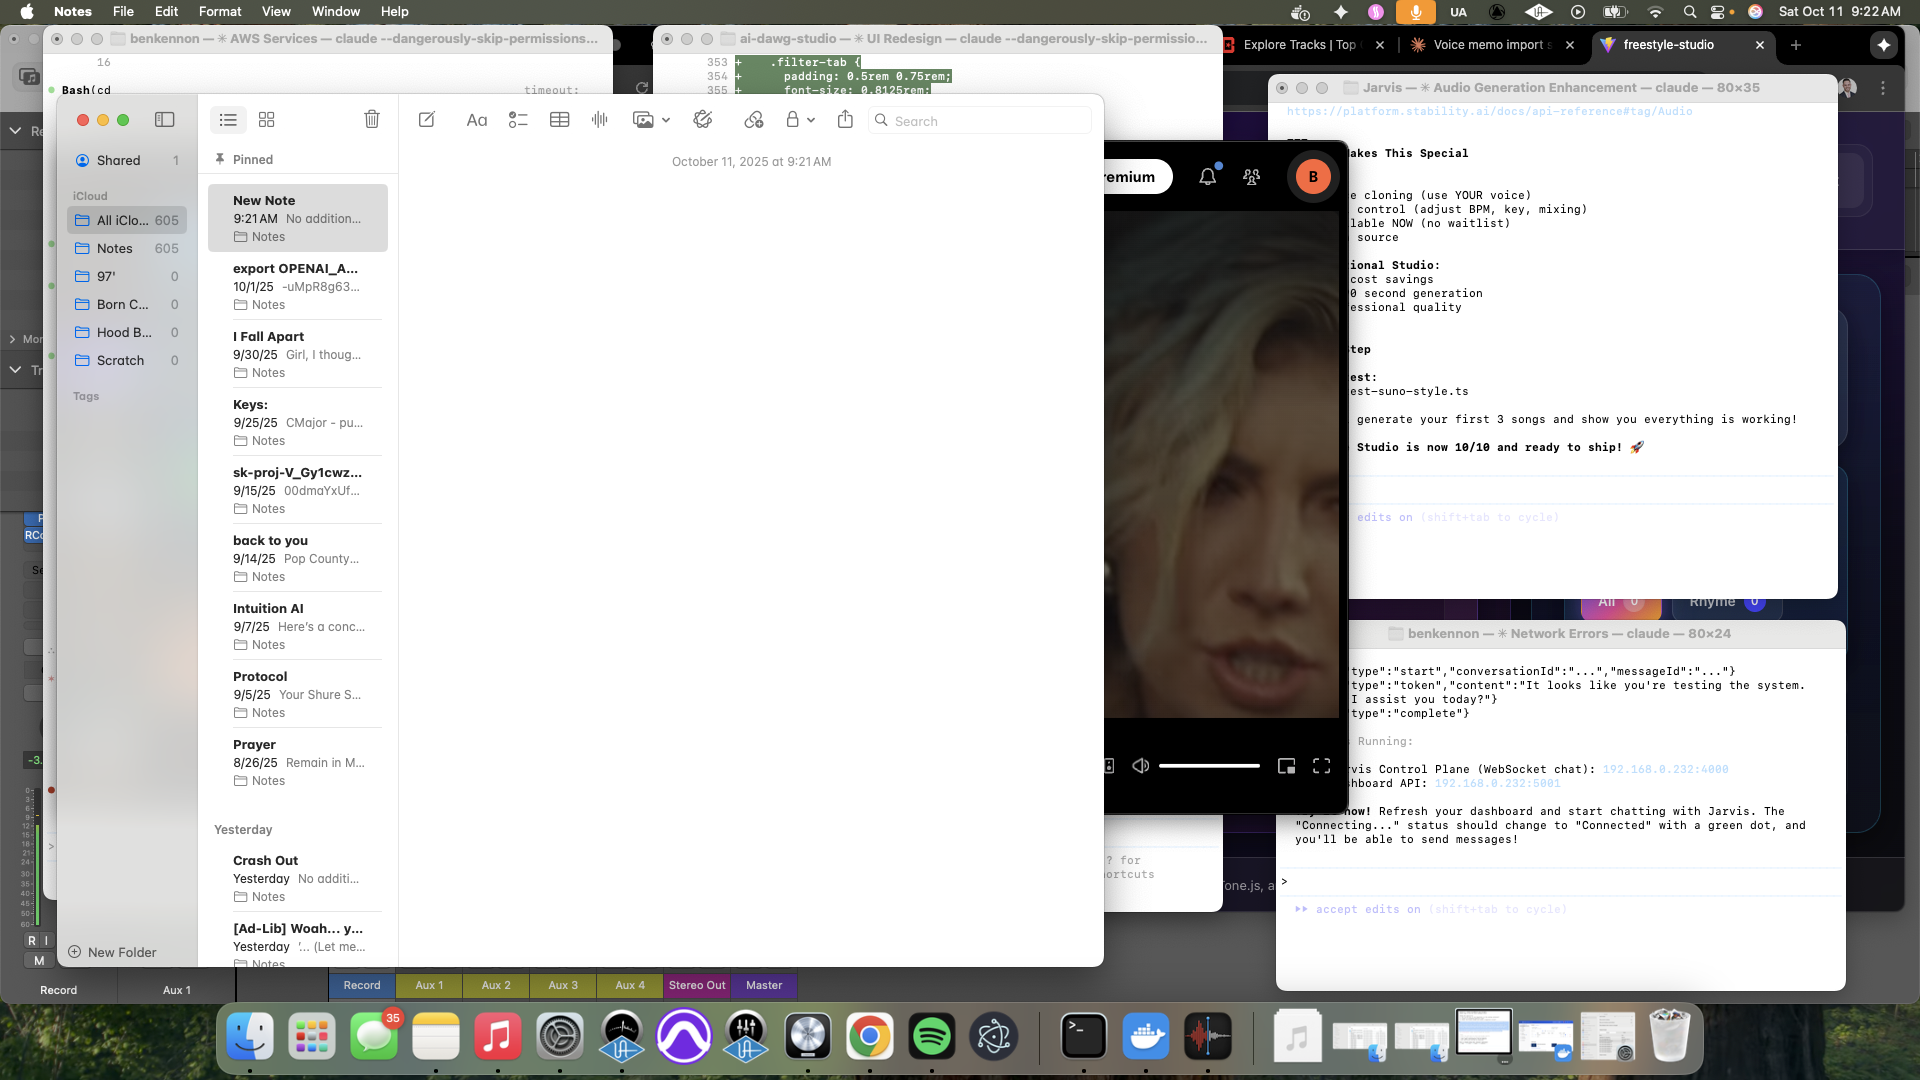 Notes File Edit Format View Window Help
UA
Sat Oct 11 9:22 AM
benkennon — ✳ AWS Services — claude --dangerously-skip-permissions...
16
Bash(cd
timeout:
ai-dawg-studio — ✳ UI Redesign — claude --dangerously-skip-permissio...
353 + .filter-tab {
354 + padding: 0.5rem 0.75rem;
355 + font-size: 0.8125rem;
Explore Tracks | Top
Voice memo import s
freestyle-studio
Shared 1
iCloud
All iClo... 605
Notes 605
97' 0
Born C... 0
Hood B... 0
Scratch 0
Tags
New Folder
Pinned
New Note
9:21 AM No addition...
Notes
export OPENAI_A...
10/1/25 -uMpR8g63...
Notes
I Fall Apart
9/30/25 Girl, I thoug...
Notes
Keys:
9/25/25 CMajor - pu...
Notes
sk-proj-V_Gy1cwz...
9/15/25 00dmaYxUf...
Notes
back to you
9/14/25 Pop County...
Notes
Intuition AI
9/7/25 Here's a conc...
Notes
Protocol
9/5/25 Your Shure S...
Notes
Prayer
8/26/25 Remain in M...
Notes
Yesterday
Crash Out
Yesterday No additi...
Notes
[Ad-Lib] Woah... y...
Yesterday '... (Let me...
Notes
Aa
Search
October 11, 2025 at 9:21 AM
remium
B
Jarvis — ✳ Audio Generation Enhancement — claude — 80×35
https://platform.stability.ai/docs/api-reference#tag/Audio
akes This Special
e cloning (use YOUR voice)
control (adjust BPM, key, mixing)
lable NOW (no waitlist)
source
ional Studio:
cost savings
0 second generation
essional quality
tep
est:
est-suno-style.ts
generate your first 3 songs and show you everything is working!
Studio is now 10/10 and ready to ship! 🚀
edits on (shift+tab to cycle)
All 0
Rhyme 0
benkennon — ✳ Network Errors — claude — 80×24
type":"start","conversationId":"...","messageId":"..."}
type":"token","content":"It looks like you're testing the system.
I assist you today?"}
type":"complete"}
Running:
rvis Control Plane (WebSocket chat): 192.168.0.232:4000
hboard API: 192.168.0.232:5001
now! Refresh your dashboard and start chatting with Jarvis. The
"Connecting..." status should change to "Connected" with a green dot, and
you'll be able to send messages!
>
accept edits on (shift+tab to cycle)
? for
ortcuts
one.js, a
R I
M
Record
Aux 1
Record
Aux 1
Aux 2
Aux 3
Aux 4
Stereo Out
Master
35